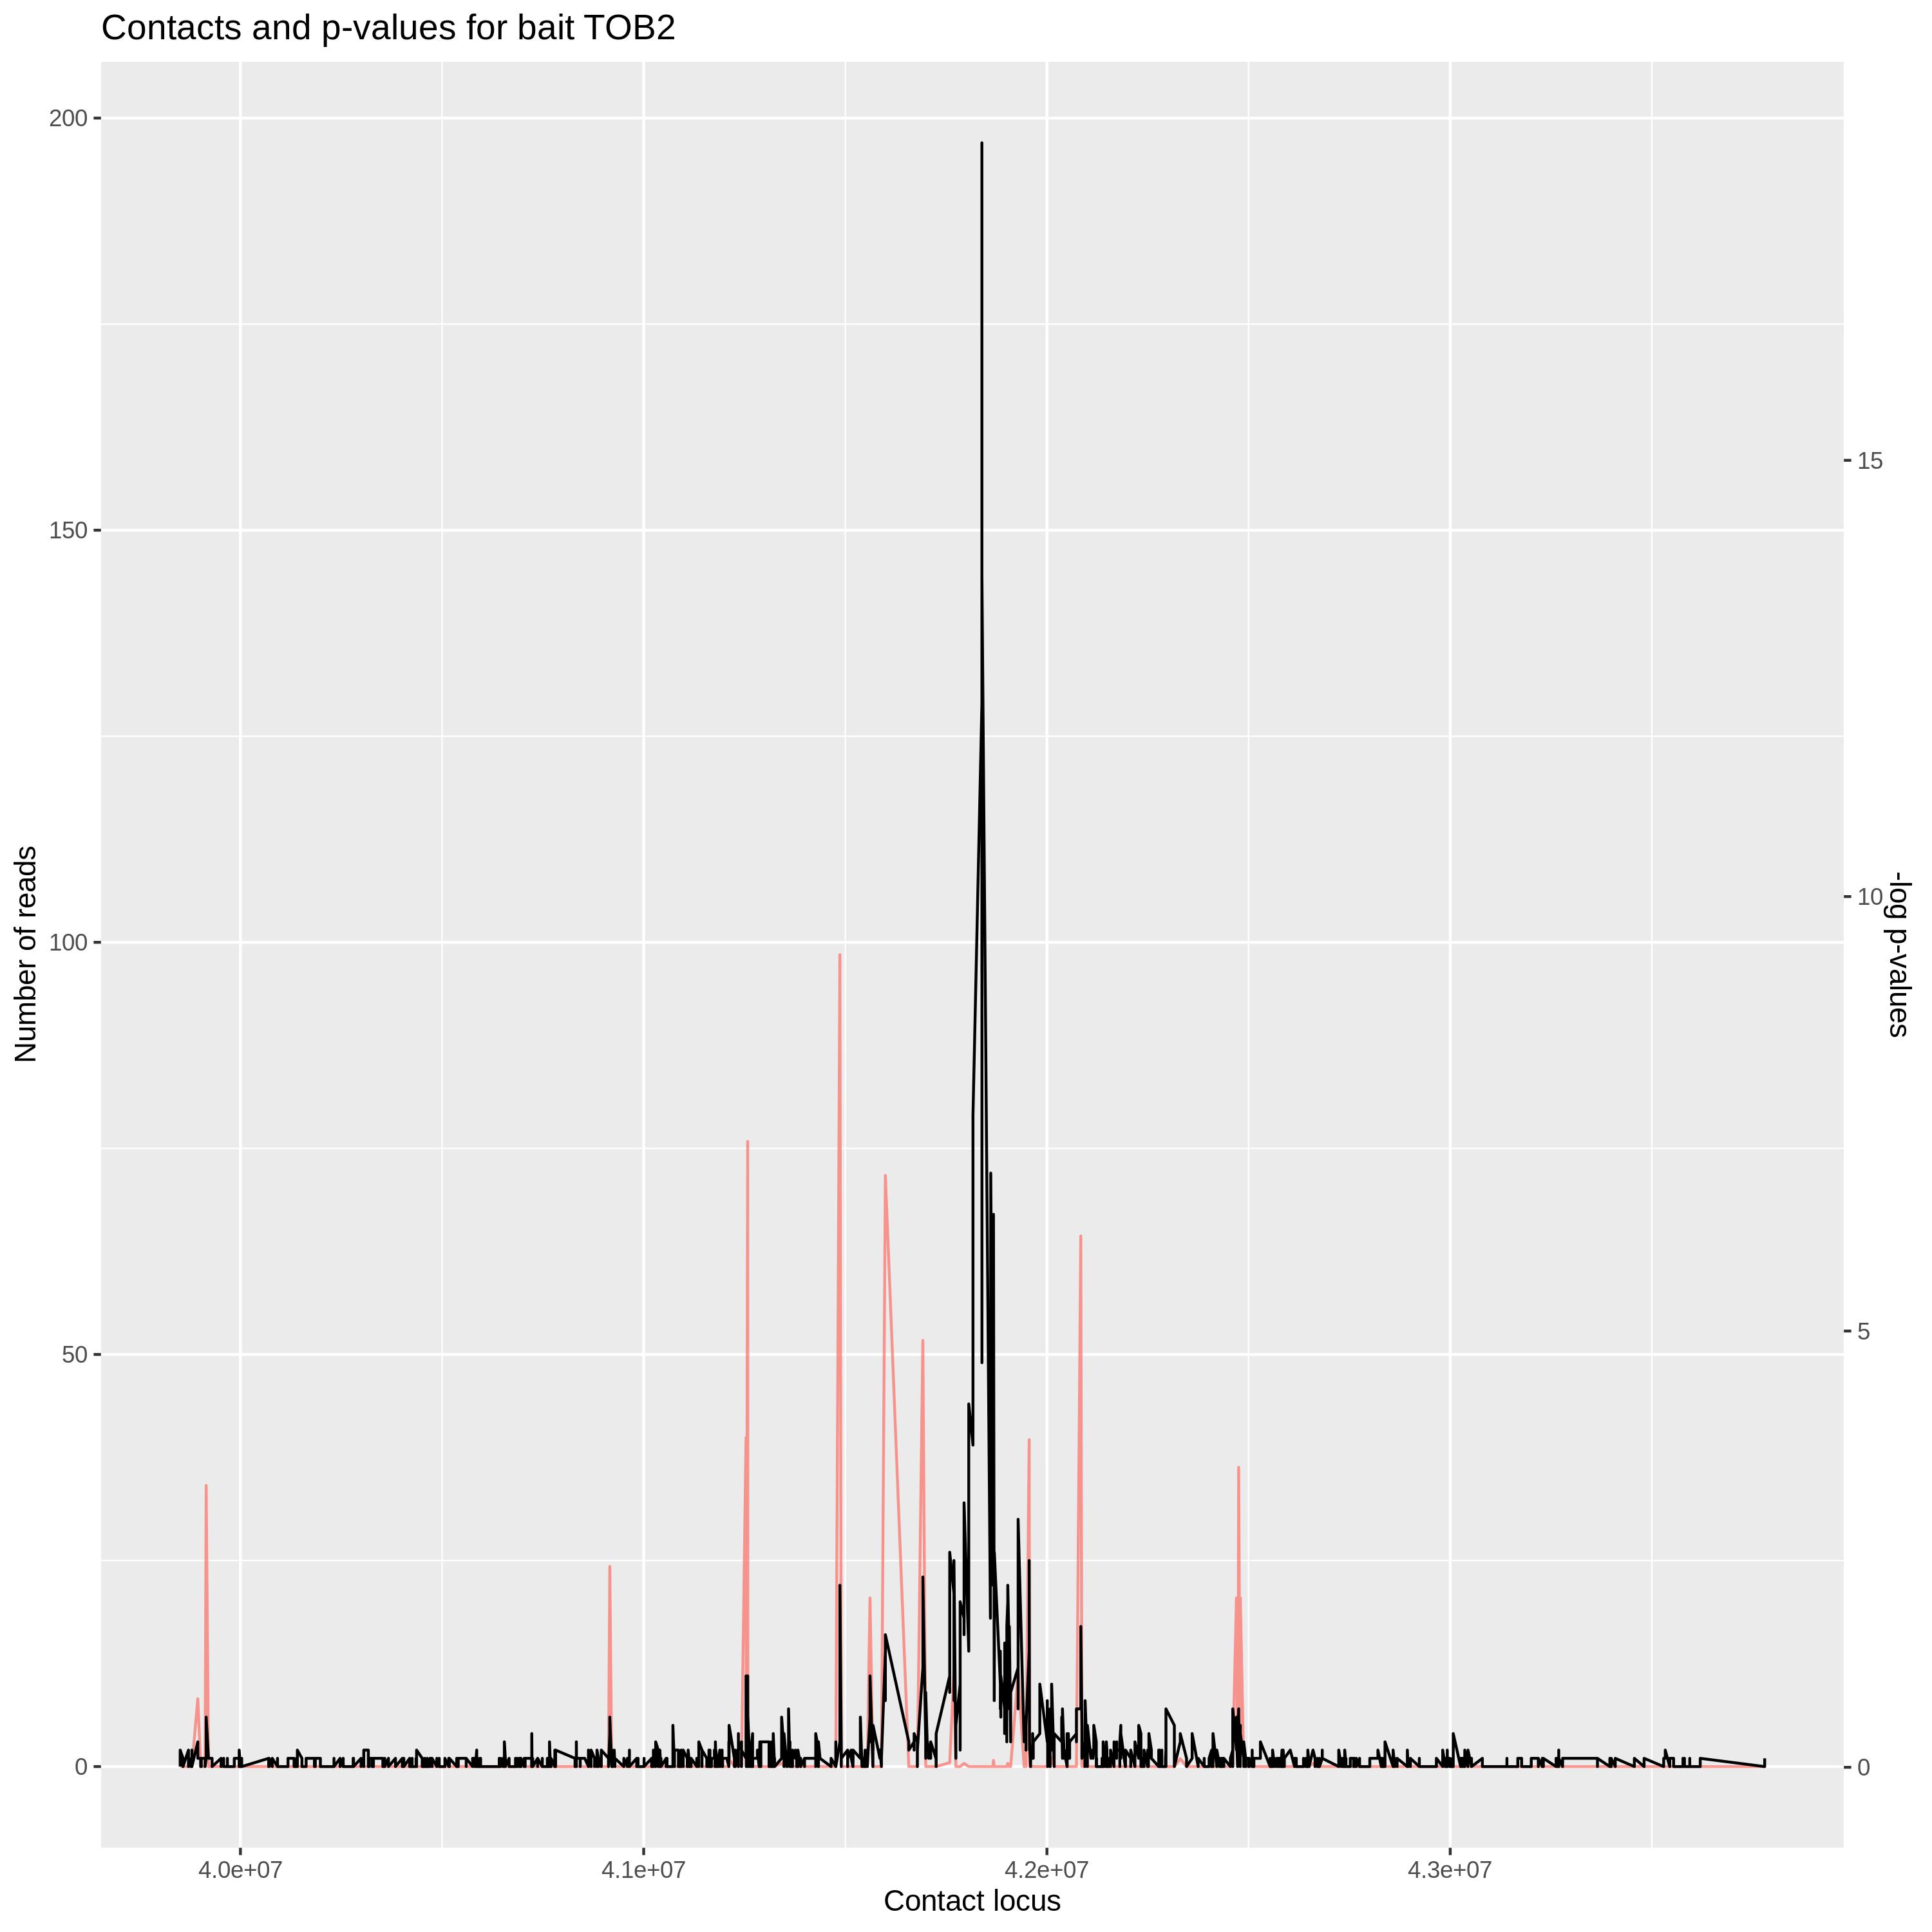 Contacts and p-values for bait TOB2
200
150
100
50
0
Number of reads
15
10
5
0
-log p-values
4.0e+07
4.1e+07
4.2e+07
4.3e+07
Contact locus